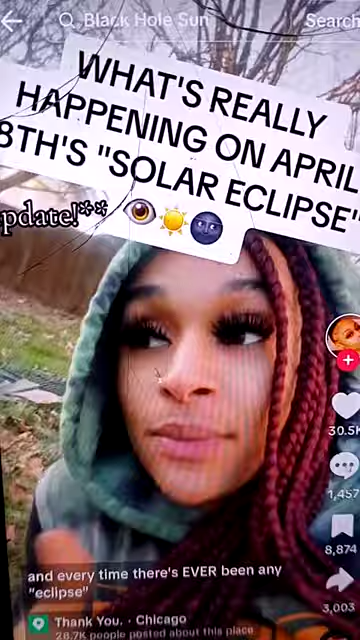 Black Hole Sun Search
WHAT'S REALLY
HAPPENING ON APRIL
8TH'S "SOLAR ECLIPSE"
pdate!**
30.5K
1,457
8,874
3,003
and every time there's EVER been any
"eclipse"
Thank You. · Chicago
28.7K people posted about this place